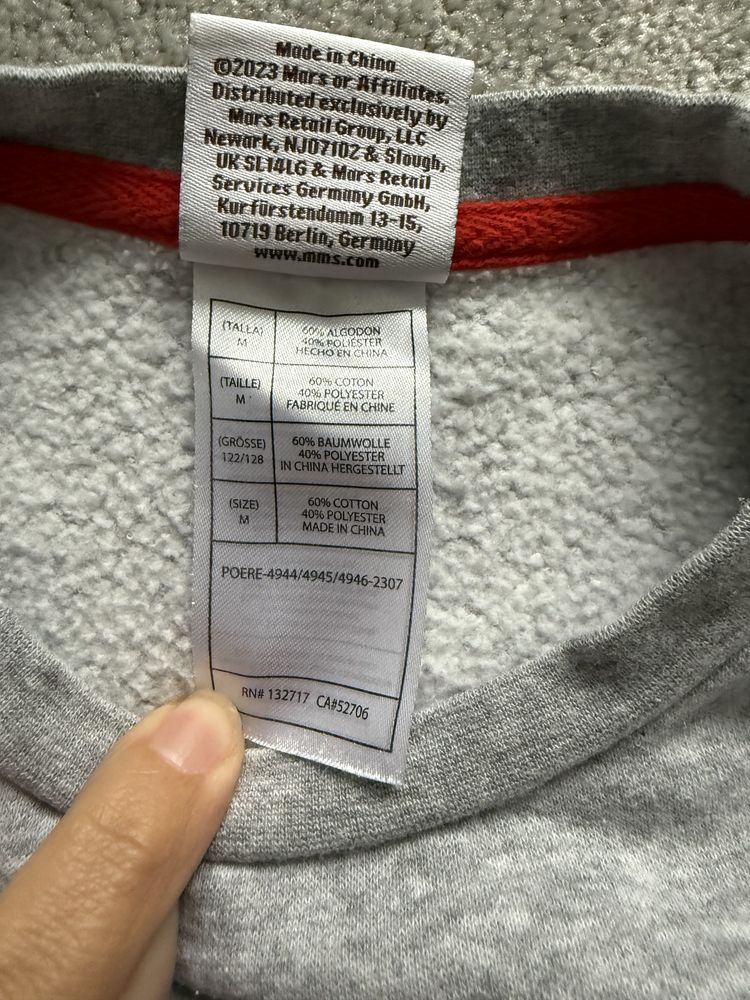 Made in China
©2023 Mars or Affiliates.
Distributed exclusively by
Mars Retail Group, LLC
Newark, NJ07102 & Slough,
UK SL14LG & Mars Retail
Services Germany GmbH,
Kurfürstendamm 13-15,
10719 Berlin, Germany
www.mms.com
(TALLA) M
60% ALGODON
40% POLIÉSTER
HECHO EN CHINA
(TAILLE) M
60% COTON
40% POLYESTER
FABRIQUÉ EN CHINE
(GRÖSSE) 122/128
60% BAUMWOLLE
40% POLYESTER
IN CHINA HERGESTELLT
(SIZE) M
60% COTTON
40% POLYESTER
MADE IN CHINA
POERE-4944/4945/4946-2307
RN# 132717 CA#52706